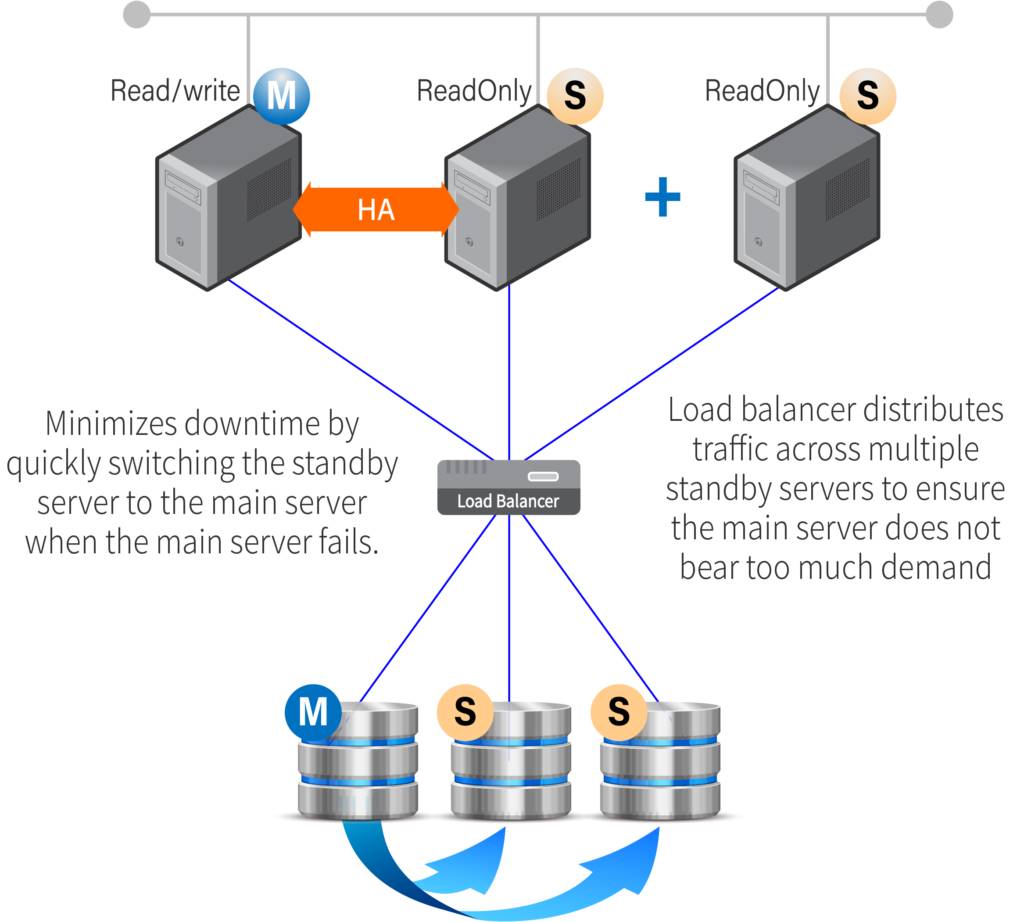 Read/write M
ReadOnly S
ReadOnly S
HA
Minimizes downtime by
quickly switching the standby
server to the main server
when the main server fails.
Load balancer distributes
traffic across multiple
standby servers to ensure
the main server does not
bear too much demand
Load Balancer
M
S
S